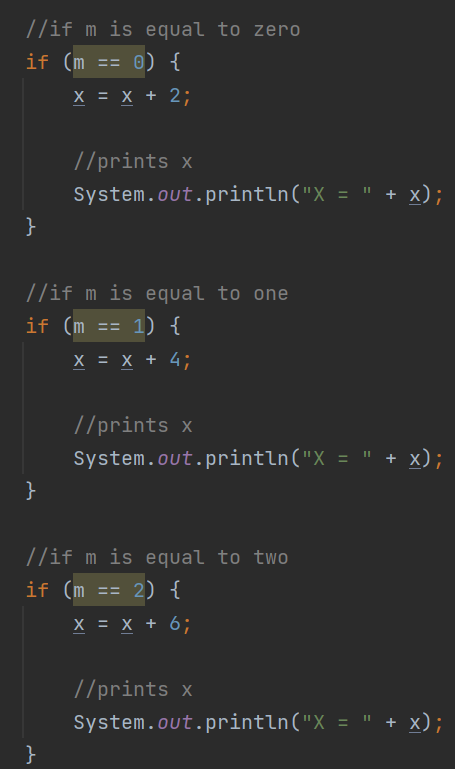 //if m is equal to zero
if (m == 0) {
    x = x + 2;
    //prints x
    System.out.println("X = " + x);
}
//if m is equal to one
if (m == 1) {
    x = x + 4;
    //prints x
    System.out.println("X = " + x);
}
//if m is equal to two
if (m == 2) {
    x = x + 6;
    //prints x
    System.out.println("X = " + x);
}